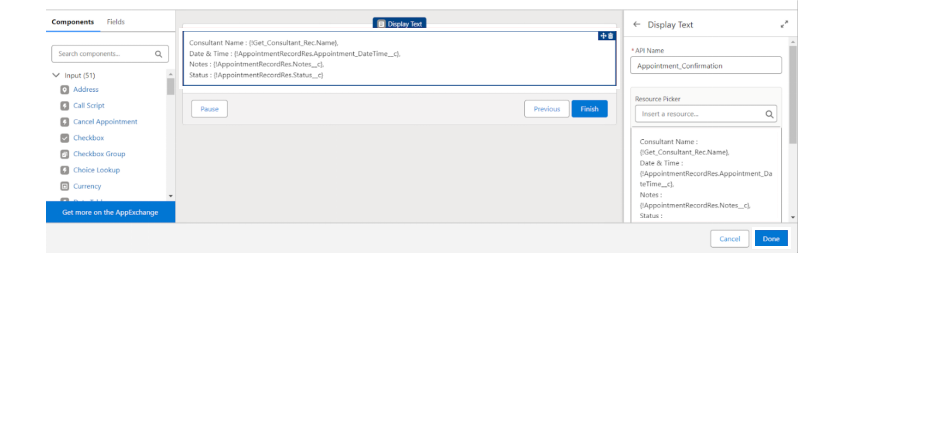 Components Fields
Search components...
Input (51)
Address
Call Script
Cancel Appointment
Checkbox
Checkbox Group
Choice Lookup
Currency
Get more on the AppExchange
Display Text
Consultant Name : {!Get_Consultant_Rec.Name},
Date & Time : {!AppointmentRecordRes.Appointment_DateTime__c},
Notes : {!AppointmentRecordRes.Notes__c},
Status : {!AppointmentRecordRes.Status__c}
Pause Previous Finish
Display Text
* API Name
Appointment_Confirmation
Resource Picker
Insert a resource...
Consultant Name :
{!Get_Consultant_Rec.Name},
Date & Time :
{!AppointmentRecordRes.Appointment_Da
teTime__c},
Notes :
{!AppointmentRecordRes.Notes__c},
Status :
Cancel Done